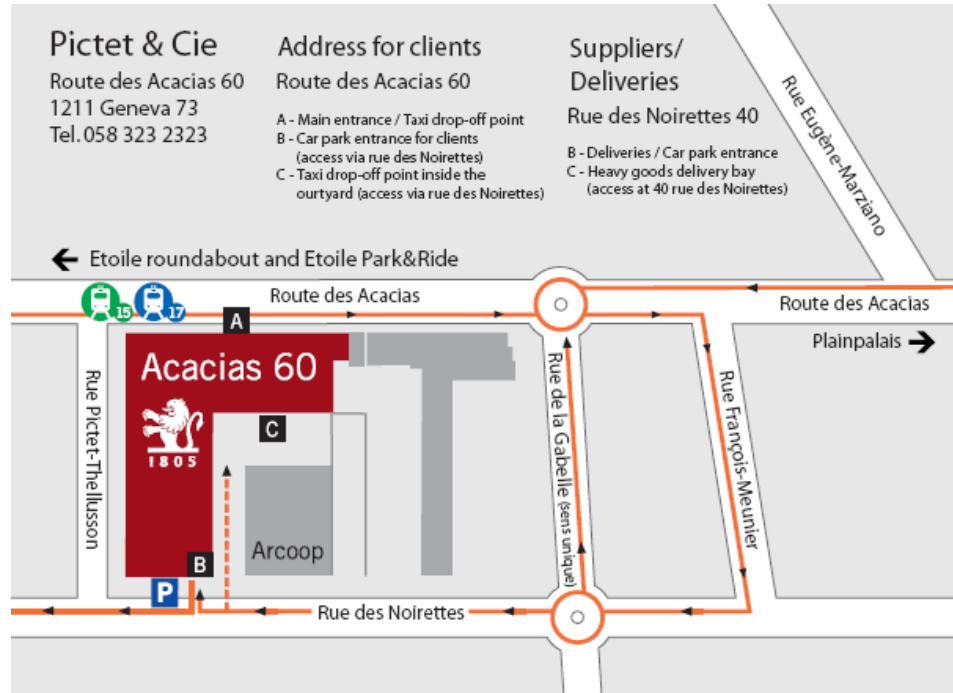 Pictet & Cie
Route des Acacias 60
1211 Geneva 73
Tel. 058 323 2323
Address for clients
Route des Acacias 60
A - Main entrance / Taxi drop-off point
B - Car park entrance for clients
(access via rue des Noirettes)
C - Taxi drop-off point inside the
ourtyard (access via rue des Noirettes)
Suppliers/
Deliveries
Rue des Noirettes 40
B - Deliveries / Car park entrance
C - Heavy goods delivery bay
(access at 40 rue des Noirettes)
Rue Eugène-Marziano
Etoile roundabout and Etoile Park&Ride
15
17
Route des Acacias
Route des Acacias
Plainpalais
A
Acacias 60
1805
C
B
P
Arcoop
Rue Pictet-Thellusson
Rue de la Gabelle (sens unique)
Rue François-Meunier
Rue des Noirettes